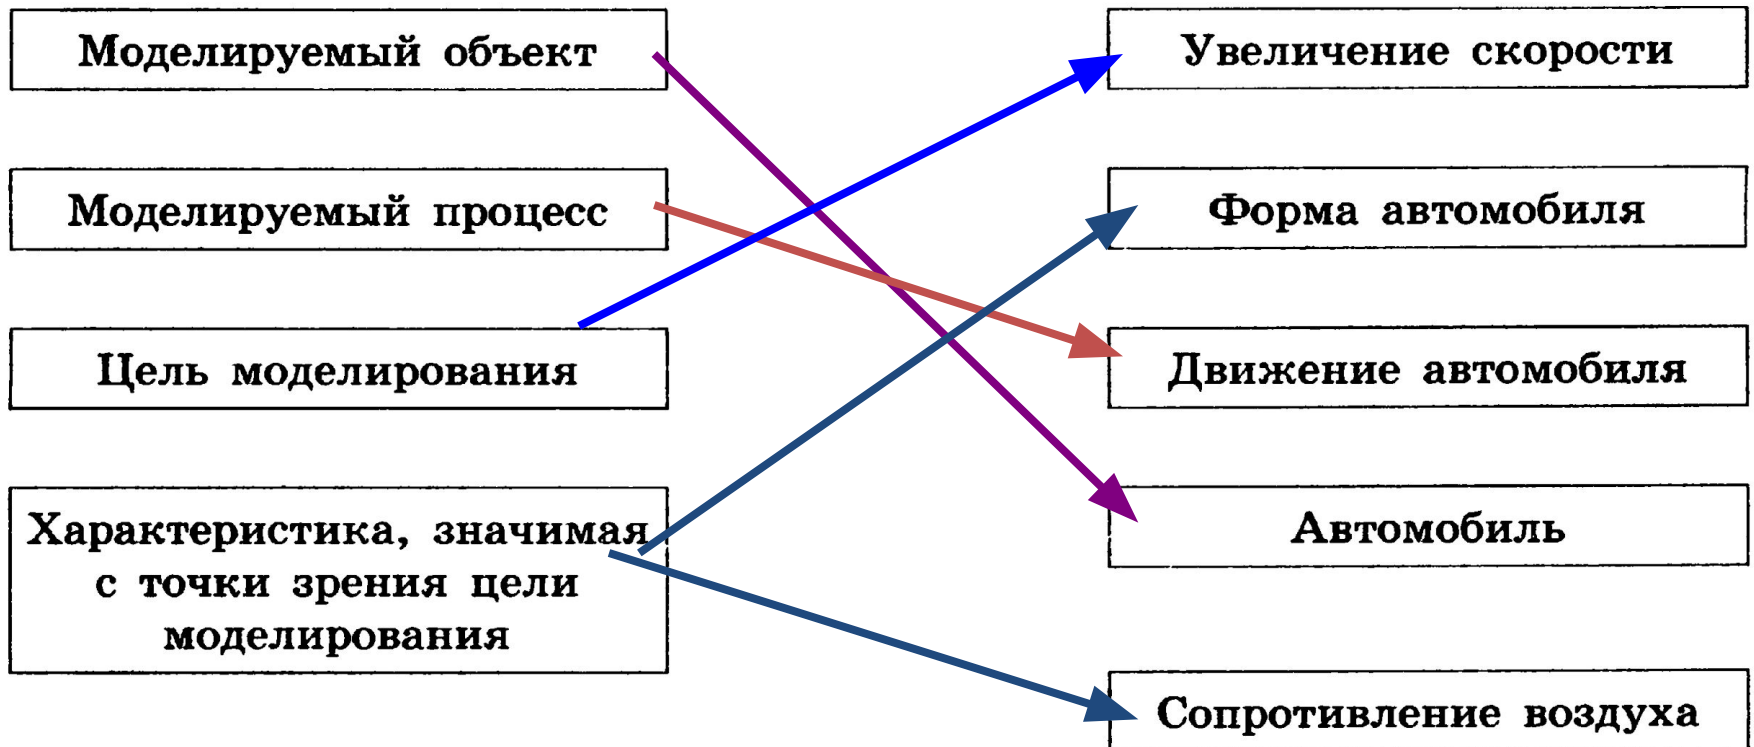 Моделируемый объект
Моделируемый процесс
Цель моделирования
Характеристика, значимая
с точки зрения цели
моделирования
Увеличение скорости
Форма автомобиля
Движение автомобиля
Автомобиль
Сопротивление воздуха